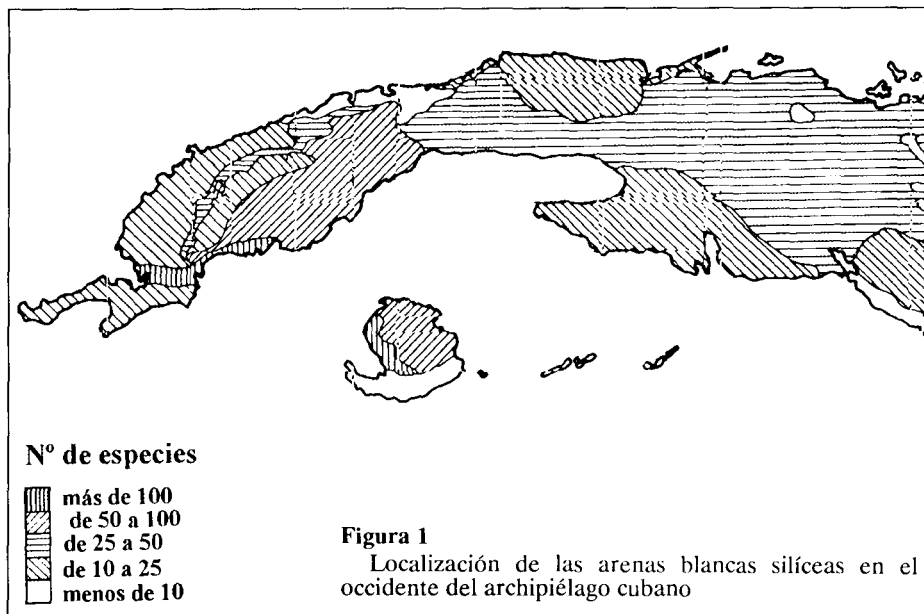 Nº de especies
más de 100
de 50 a 100
de 25 a 50
de 10 a 25
menos de 10
Figura 1
Localización de las arenas blancas silíceas en el
occidente del archipiélago cubano